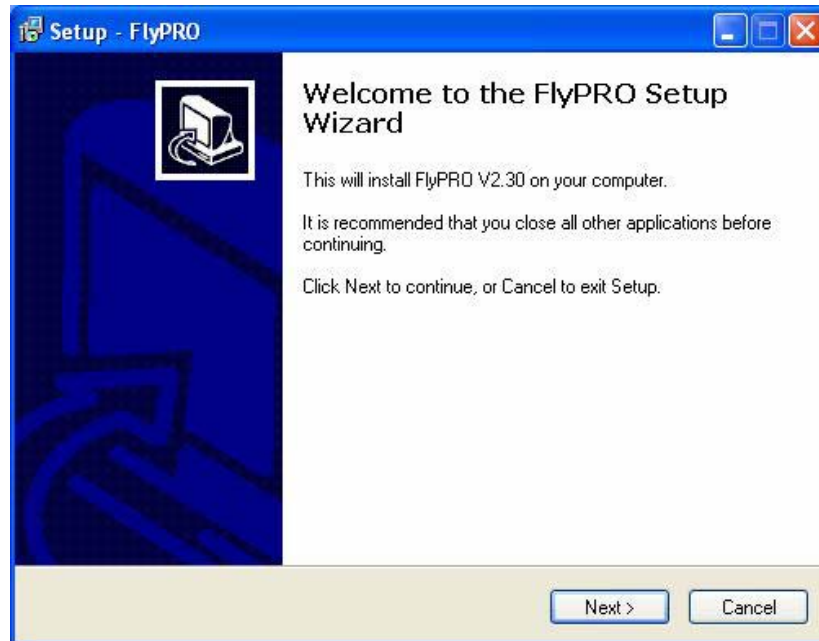 Setup - FlyPRO
Welcome to the FlyPRO Setup
Wizard
This will install FlyPRO V2.30 on your computer.
It is recommended that you close all other applications before
continuing.
Click Next to continue, or Cancel to exit Setup.
Next >
Cancel